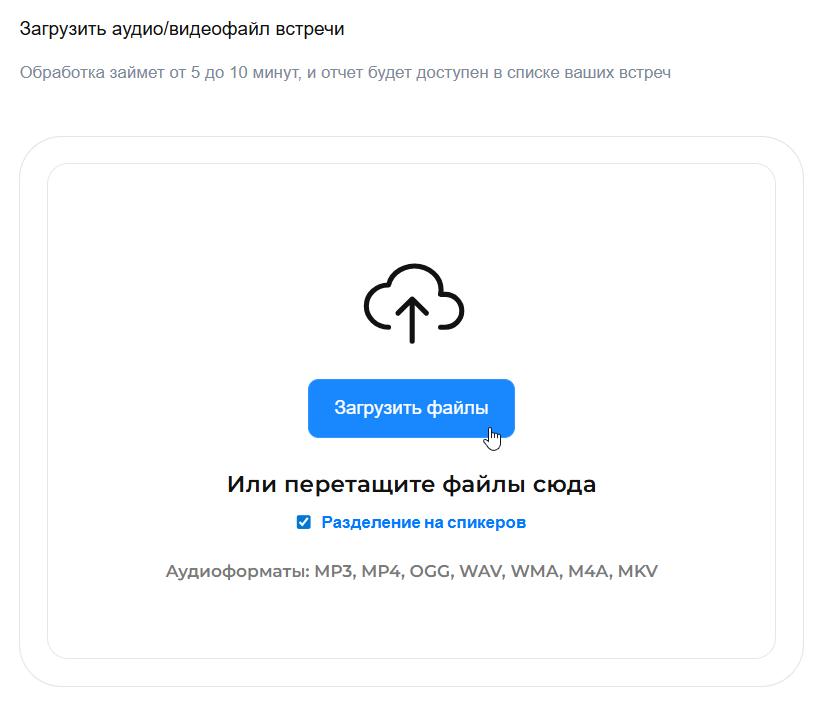 Загрузить аудио/видеофайл встречи
Обработка займет от 5 до 10 минут, и отчет будет доступен в списке ваших встреч
Загрузить файлы
Или перетащите файлы сюда
Разделение на спикеров
Аудиоформаты: MP3, MP4, OGG, WAV, WMA, M4A, MKV